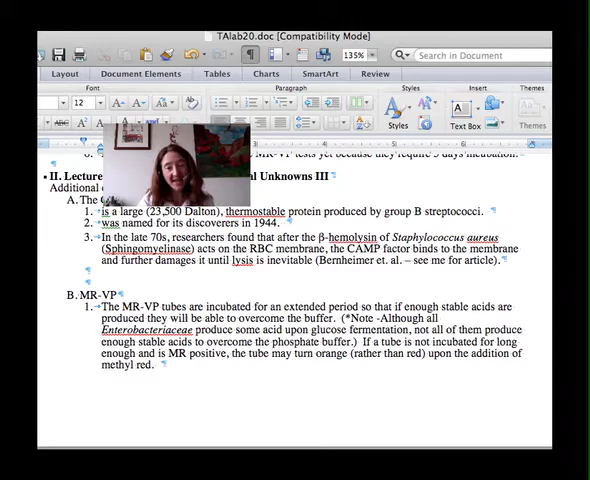 TAlab20.doc [Compatibility Mode]
135%
Search in Document
Layout Document Elements Tables Charts SmartArt Review
Font Paragraph Styles Insert Themes
12 A A Aa
ABC A Styles Text Box Themes
3 4 5 6
MR-VP tests yet because they require 5 days incubation.
II. Lecture al Unknowns III
Additional
A. The
1. is a large (23,500 Dalton), thermostable protein produced by group B streptococci.
2. was named for its discoverers in 1944.
3. In the late 70s, researchers found that after the β-hemolysin of Staphylococcus aureus
(Sphingomyelinase) acts on the RBC membrane, the CAMP factor binds to the membrane
and further damages it until lysis is inevitable (Bernheimer et. al. – see me for article).
B. MR-VP
1. The MR-VP tubes are incubated for an extended period so that if enough stable acids are
produced they will be able to overcome the buffer. (*Note -Although all
Enterobacteriaceae produce some acid upon glucose fermentation, not all of them produce
enough stable acids to overcome the phosphate buffer.) If a tube is not incubated for long
enough and is MR positive, the tube may turn orange (rather than red) upon the addition of
methyl red.